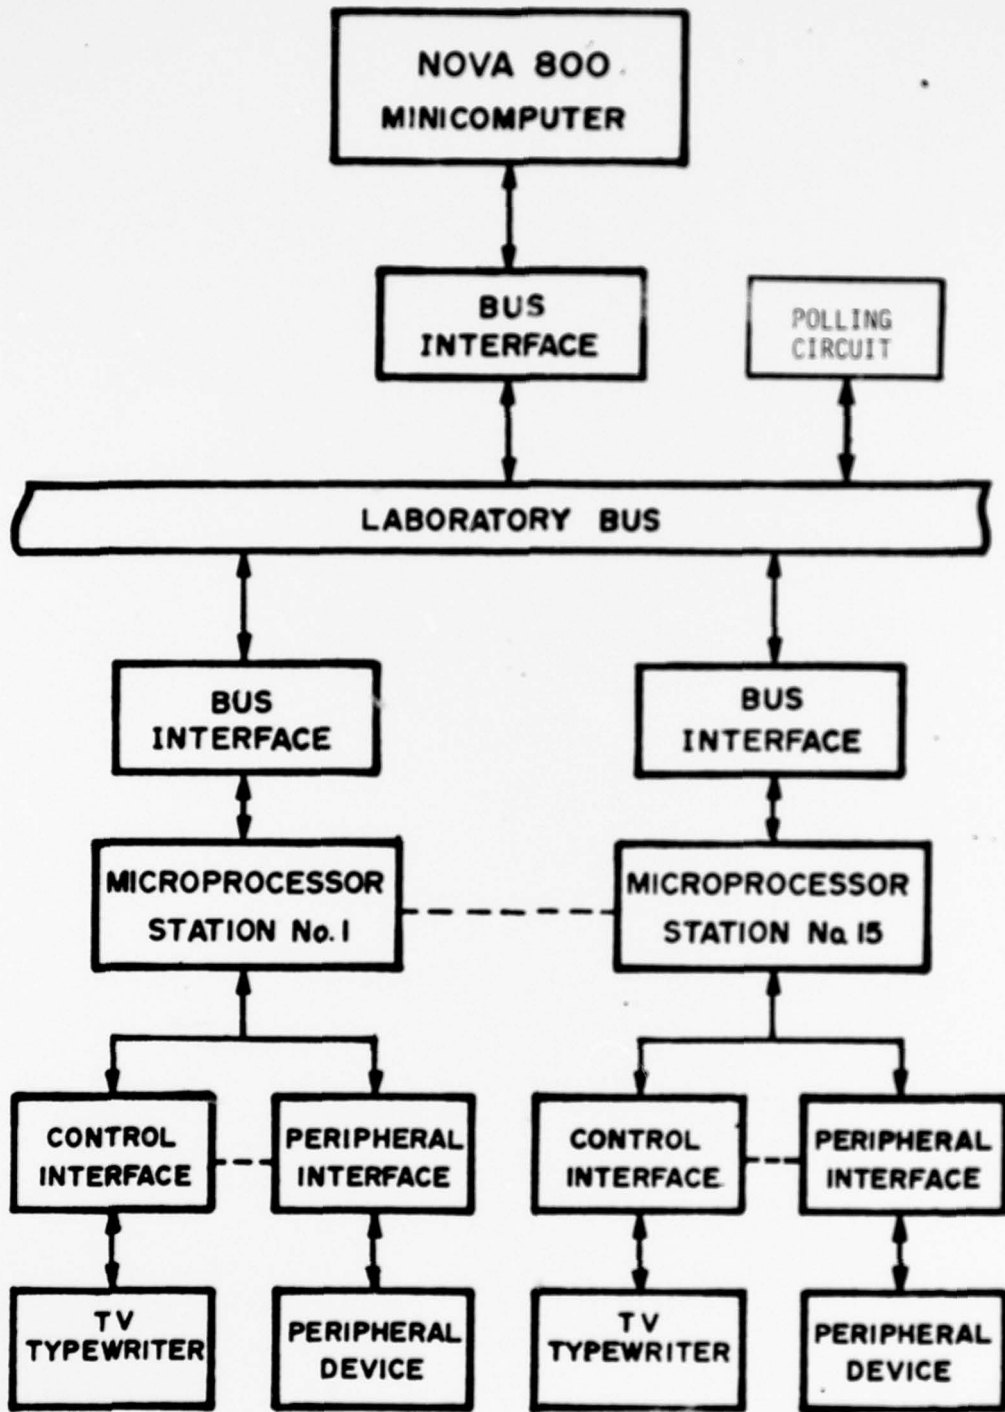 NOVA 800
MINICOMPUTER
BUS
INTERFACE
POLLING
CIRCUIT
LABORATORY BUS
BUS
INTERFACE
BUS
INTERFACE
MICROPROCESSOR
STATION No. 1
MICROPROCESSOR
STATION No 15
CONTROL
INTERFACE
PERIPHERAL
INTERFACE
CONTROL
INTERFACE
PERIPHERAL
INTERFACE
TV
TYPEWRITER
PERIPHERAL
DEVICE
TV
TYPEWRITER
PERIPHERAL
DEVICE